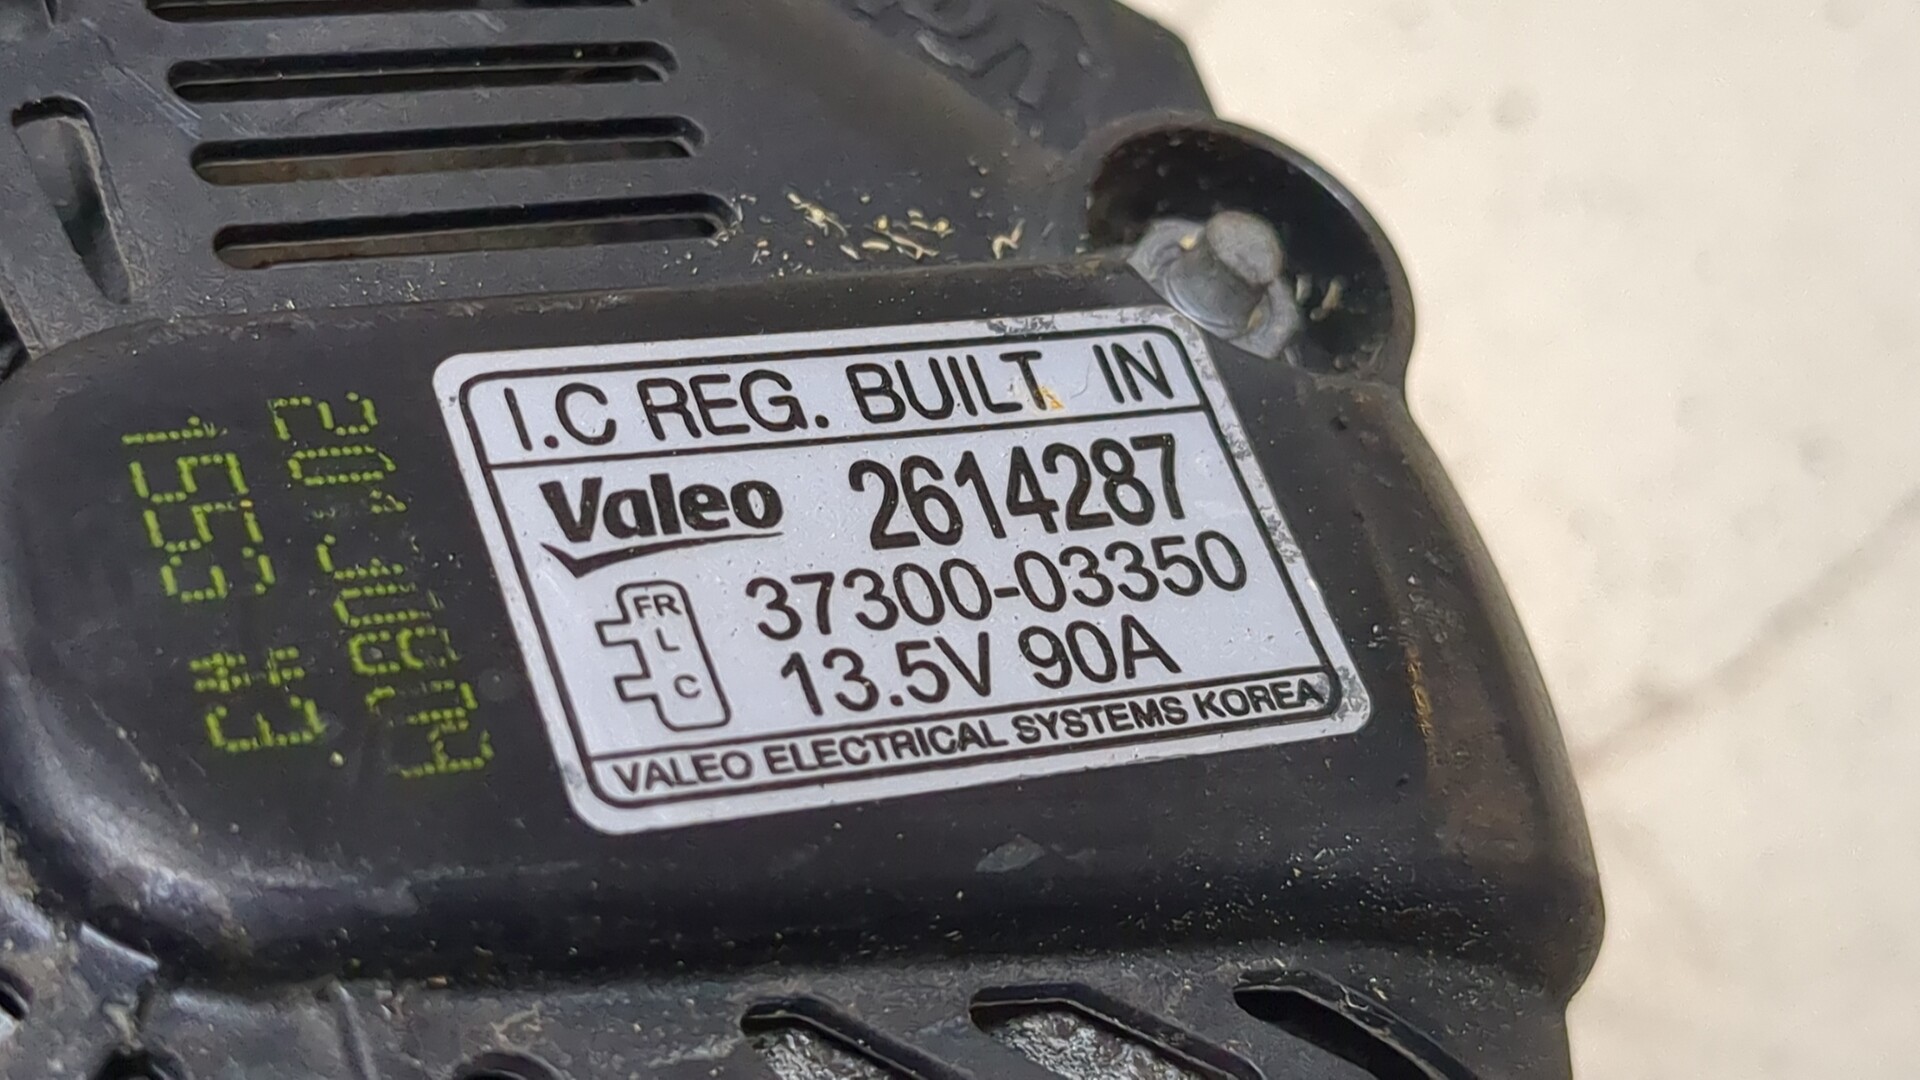 I.C REG. BUILT IN
Valeo 2614287
FR
L
C
37300-03350
13.5V 90A
VALEO ELECTRICAL SYSTEMS KOREA